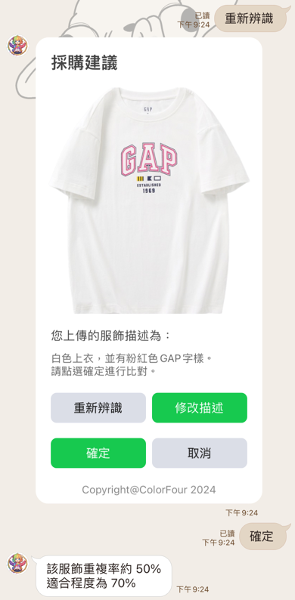 已讀
下午9:24
重新辨識
採購建議
GAP
GAP
ESTABLISHED
1969
您上傳的服飾描述為：
白色上衣，並有粉紅色GAP字樣。
請點選確定進行比對。
重新辨識
修改描述
確定
取消
Copyright@ColorFour 2024
下午9:24
已讀
下午9:24
確定
該服飾重複率約 50%
適合程度為 70%
下午9:24